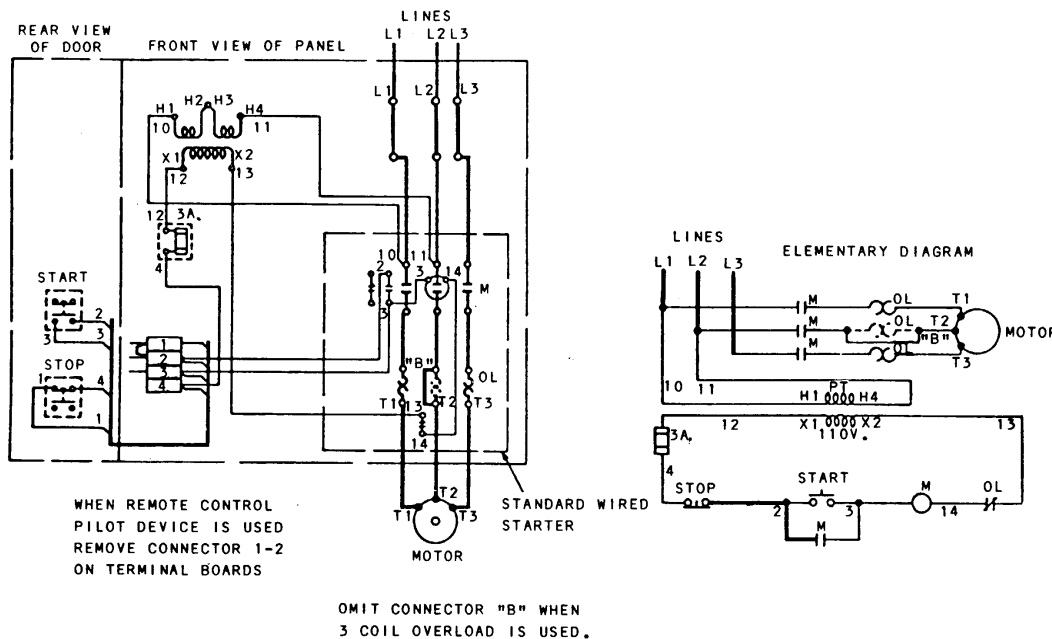 REAR VIEW
OF DOOR
FRONT VIEW OF PANEL
LINES
L1 L2 L3
L1 L2 L3
H1 H2 H3 H4
10 11
X1 X2
12 13
12 3A.
4
START
2
3 3
STOP
1 4
1
1
2
3
4
10 11
2 3 14 M
3
"B" OL
T1 13 T2 T3
14
T2
T1 T3
MOTOR
STANDARD WIRED
STARTER
WHEN REMOTE CONTROL
PILOT DEVICE IS USED
REMOVE CONNECTOR 1-2
ON TERMINAL BOARDS
OMIT CONNECTOR "B" WHEN
3 COIL OVERLOAD IS USED.
LINES
ELEMENTARY DIAGRAM
L1 L2 L3
M OL T1
M OL T2
"B" MOTOR
M OL T3
10 11
PT
H1 H4
3A. 12 X1 X2 13
110V.
4
STOP START M OL
2 3 14
M